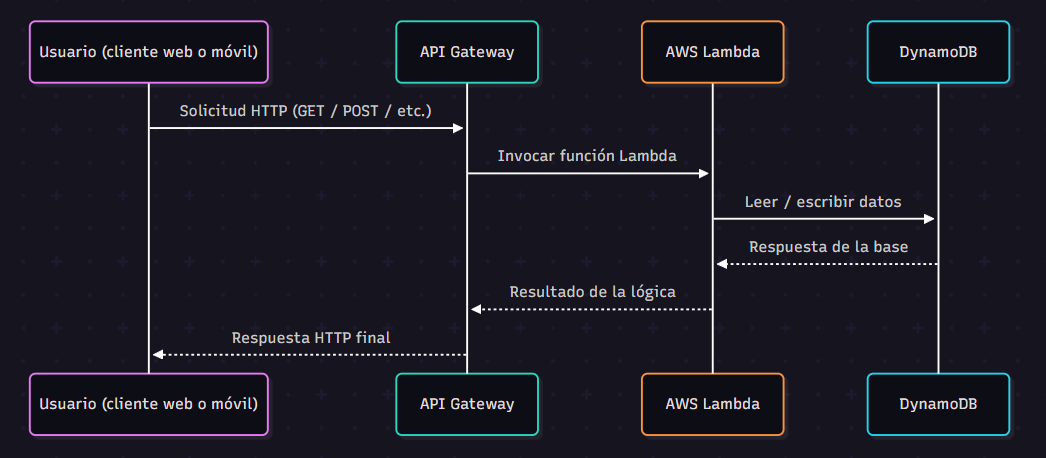 Usuario (cliente web o móvil)
API Gateway
AWS Lambda
DynamoDB
Solicitud HTTP (GET / POST / etc.)
Invocar función Lambda
Leer / escribir datos
Respuesta de la base
Resultado de la lógica
Respuesta HTTP final
Usuario (cliente web o móvil)
API Gateway
AWS Lambda
DynamoDB